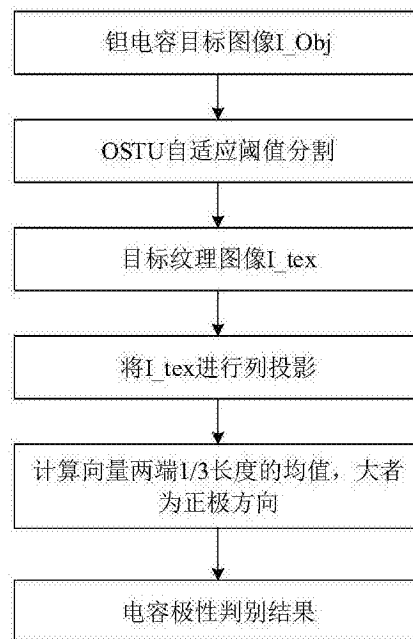 钽电容目标图像I_Obj
OSTU自适应阈值分割
目标纹理图像I_tex
将I_tex进行列投影
计算向量两端1/3长度的均值，大者
为正极方向
电容极性判别结果